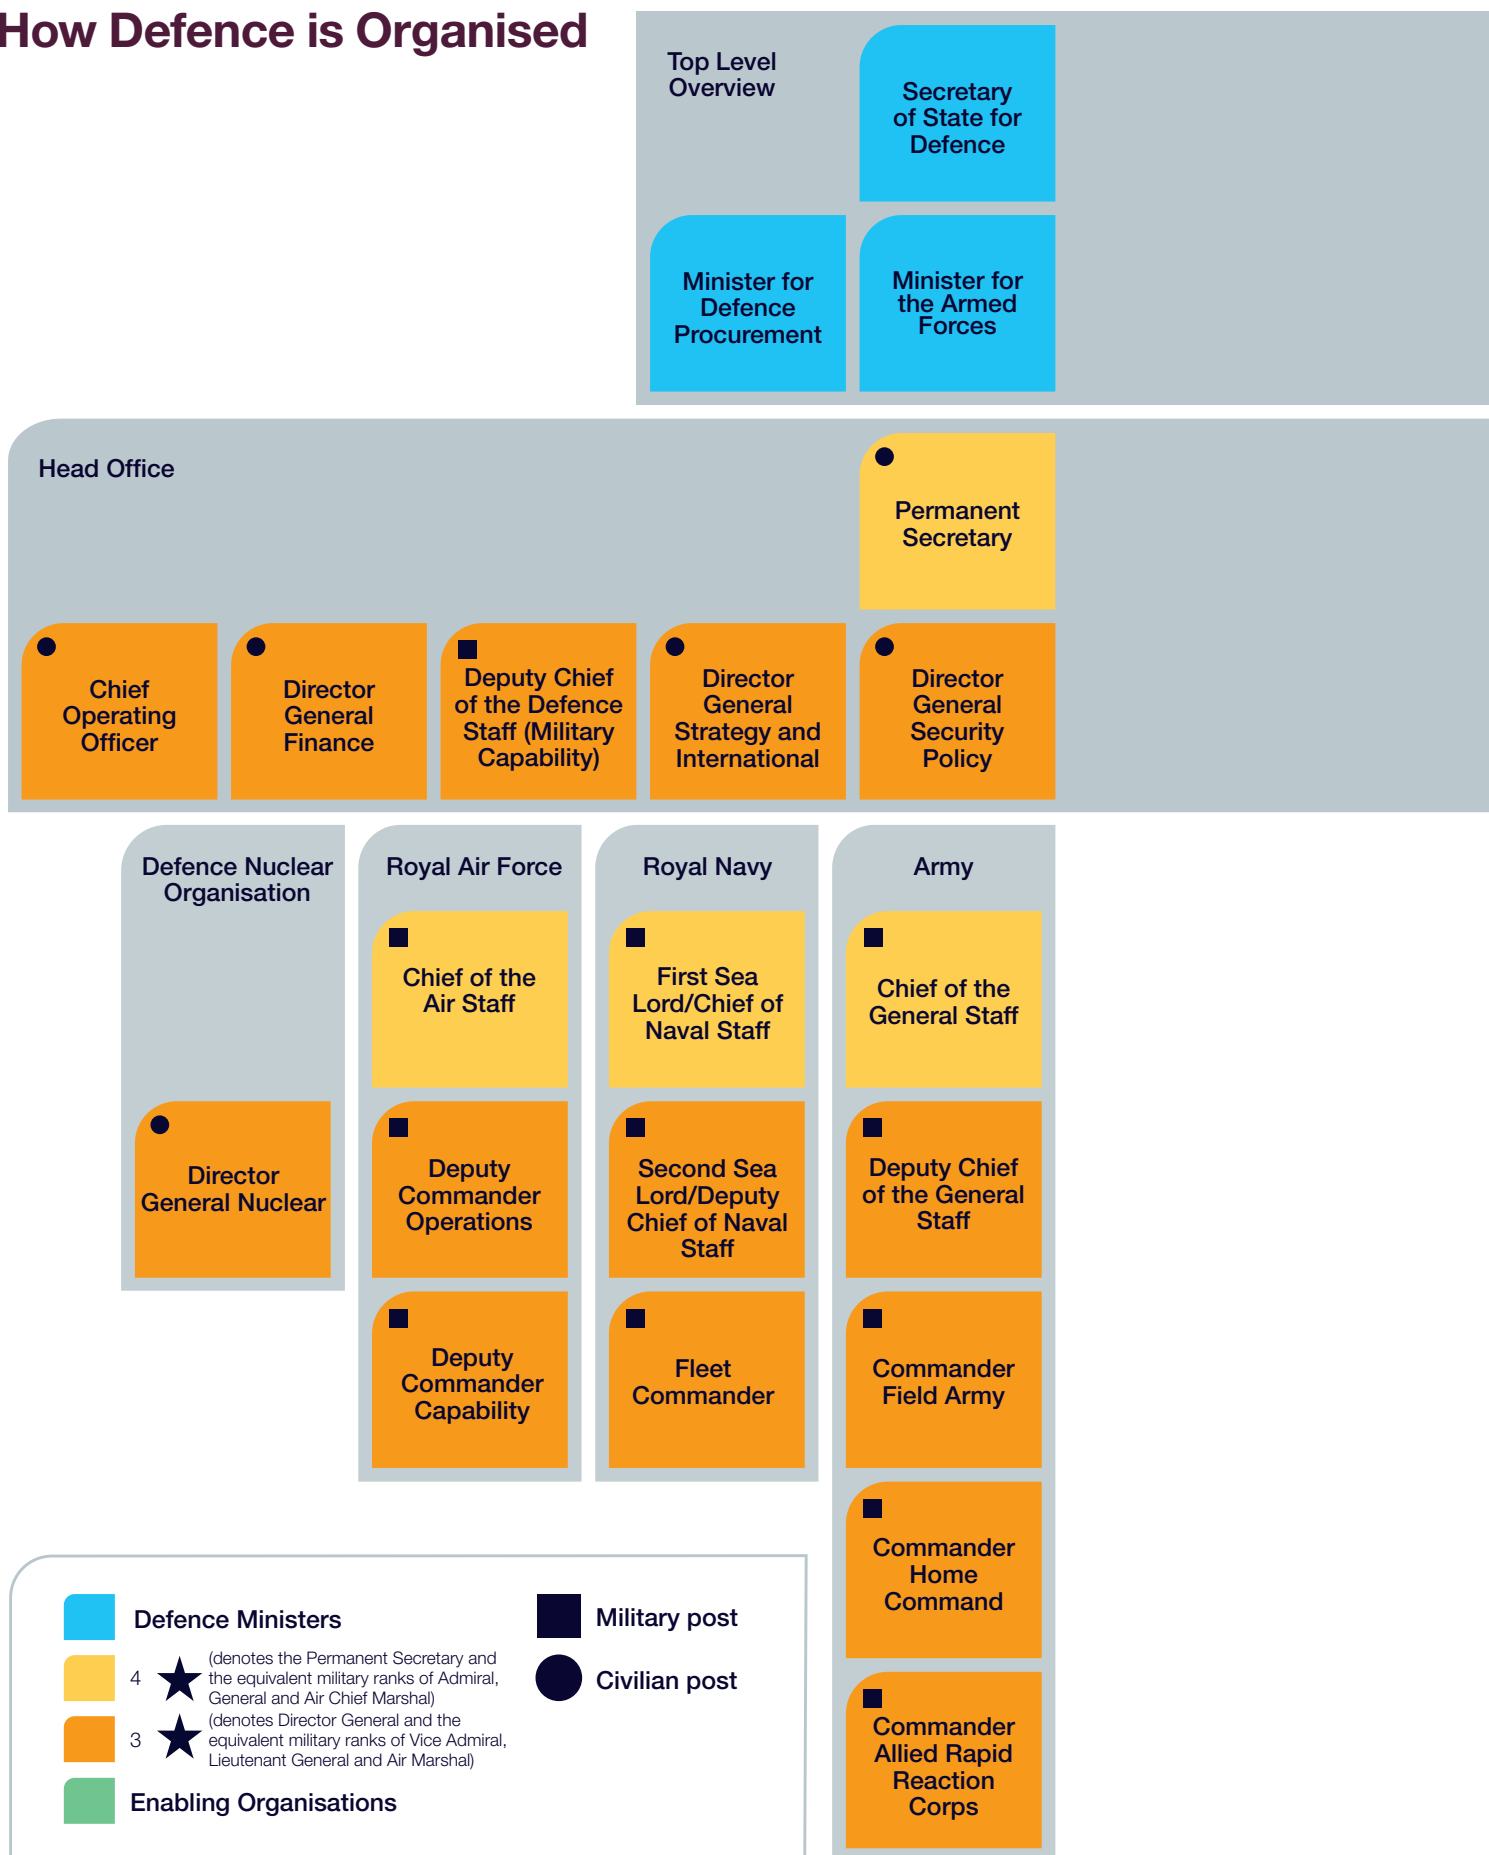 How Defence is Organised
Top Level
Overview
Secretary
of State for
Defence
Minister for
Defence
Procurement
Minister for
the Armed
Forces
Head Office
Permanent
Secretary
Chief
Operating
Officer
Director
General
Finance
Deputy Chief
of the Defence
Staff (Military
Capability)
Director
General
Strategy and
International
Director
General
Security
Policy
Defence Nuclear
Organisation
Director
General Nuclear
Royal Air Force
Chief of the
Air Staff
Deputy
Commander
Operations
Deputy
Commander
Capability
Royal Navy
First Sea
Lord/Chief of
Naval Staff
Second Sea
Lord/Deputy
Chief of Naval
Staff
Fleet
Commander
Army
Chief of the
General Staff
Deputy Chief
of the General
Staff
Commander
Field Army
Commander
Home
Command
Commander
Allied Rapid
Reaction
Corps
Defence Ministers
4
(denotes the Permanent Secretary and
the equivalent military ranks of Admiral,
General and Air Chief Marshal)
3
(denotes Director General and the
equivalent military ranks of Vice Admiral,
Lieutenant General and Air Marshal)
Enabling Organisations
Military post
Civilian post